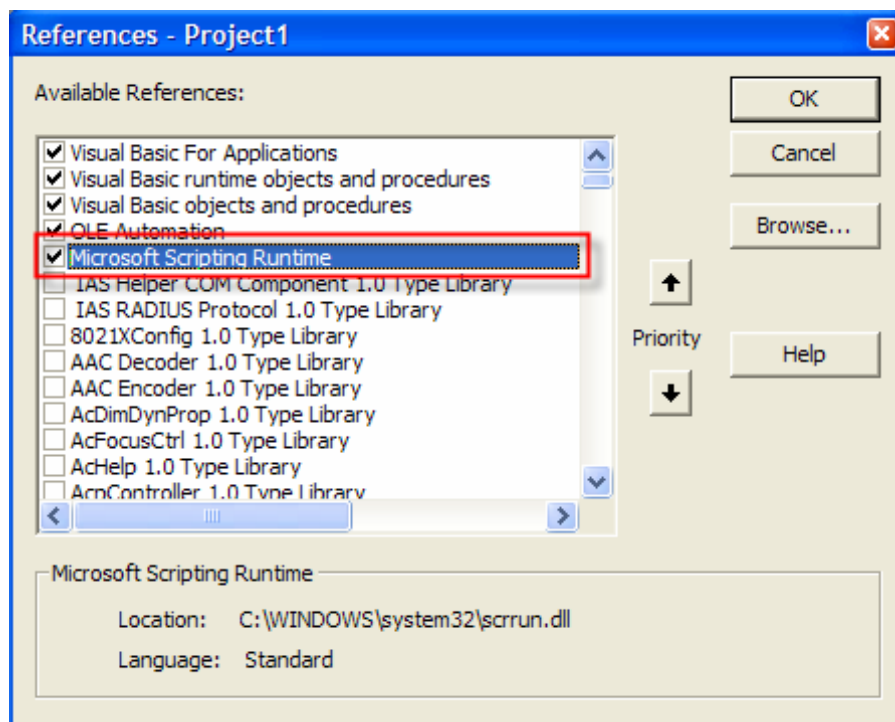 References - Project1
Available References:
OK
Cancel
Browse...
Help
Visual Basic For Applications
Visual Basic runtime objects and procedures
Visual Basic objects and procedures
OLE Automation
Microsoft Scripting Runtime
IAS Helper COM Component 1.0 Type Library
IAS RADIUS Protocol 1.0 Type Library
8021XConfig 1.0 Type Library
AAC Decoder 1.0 Type Library
AAC Encoder 1.0 Type Library
AcDimDynProp 1.0 Type Library
AcFocusCtrl 1.0 Type Library
AcHelp 1.0 Type Library
AcpController 1.0 Type Library
Priority
Microsoft Scripting Runtime
Location: C:\WINDOWS\system32\scrrun.dll
Language: Standard